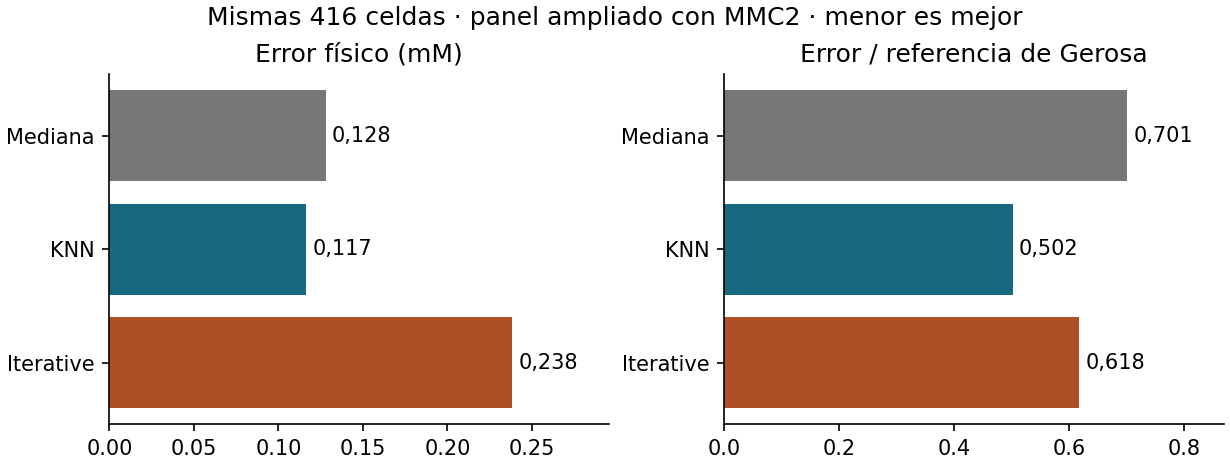 Mismas 416 celdas · panel ampliado con MMC2 · menor es mejor
Error físico (mM)
Mediana
0,128
KNN
0,117
Iterative
0,238
0.00 0.05 0.10 0.15 0.20 0.25
Error / referencia de Gerosa
Mediana
0,701
KNN
0,502
Iterative
0,618
0.0 0.2 0.4 0.6 0.8